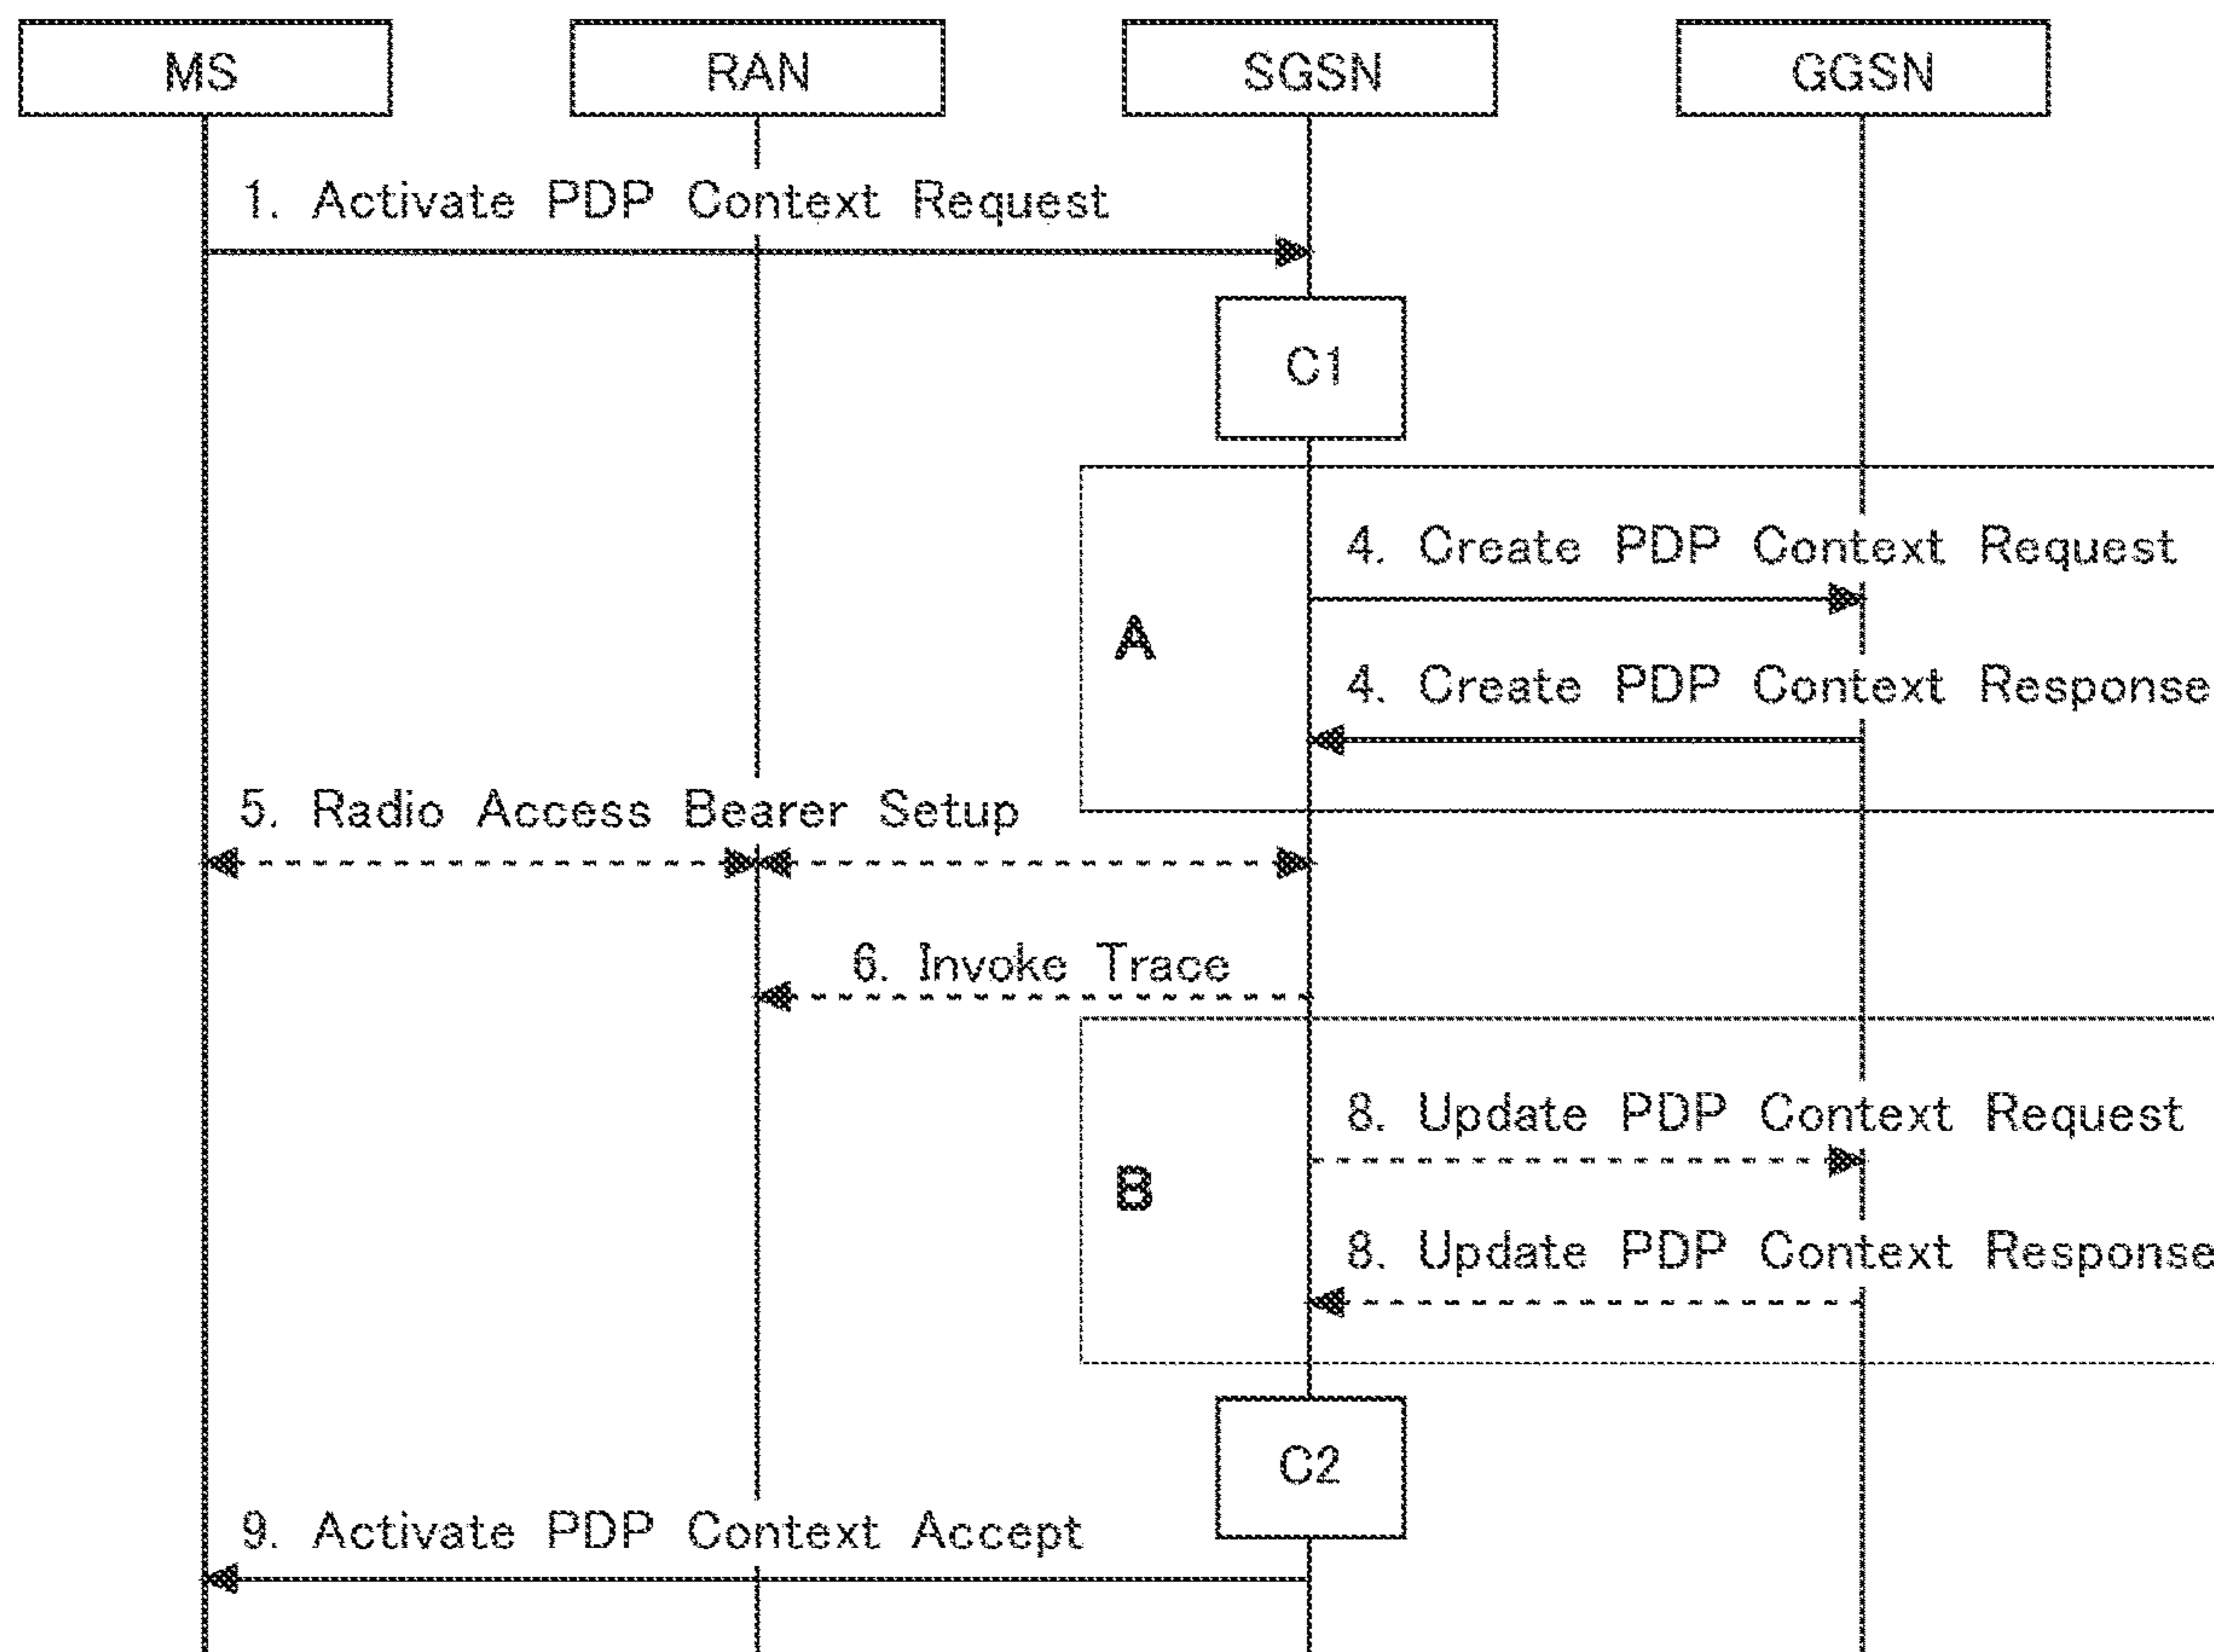 MS RAN SGSN GGSN
1. Activate PDP Context Request
C1
4. Create PDP Context Request
A
4. Create PDP Context Response
5. Radio Access Bearer Setup
6. Invoke Trace
8. Update PDP Context Request
B
8. Update PDP Context Response
C2
9. Activate PDP Context Accept